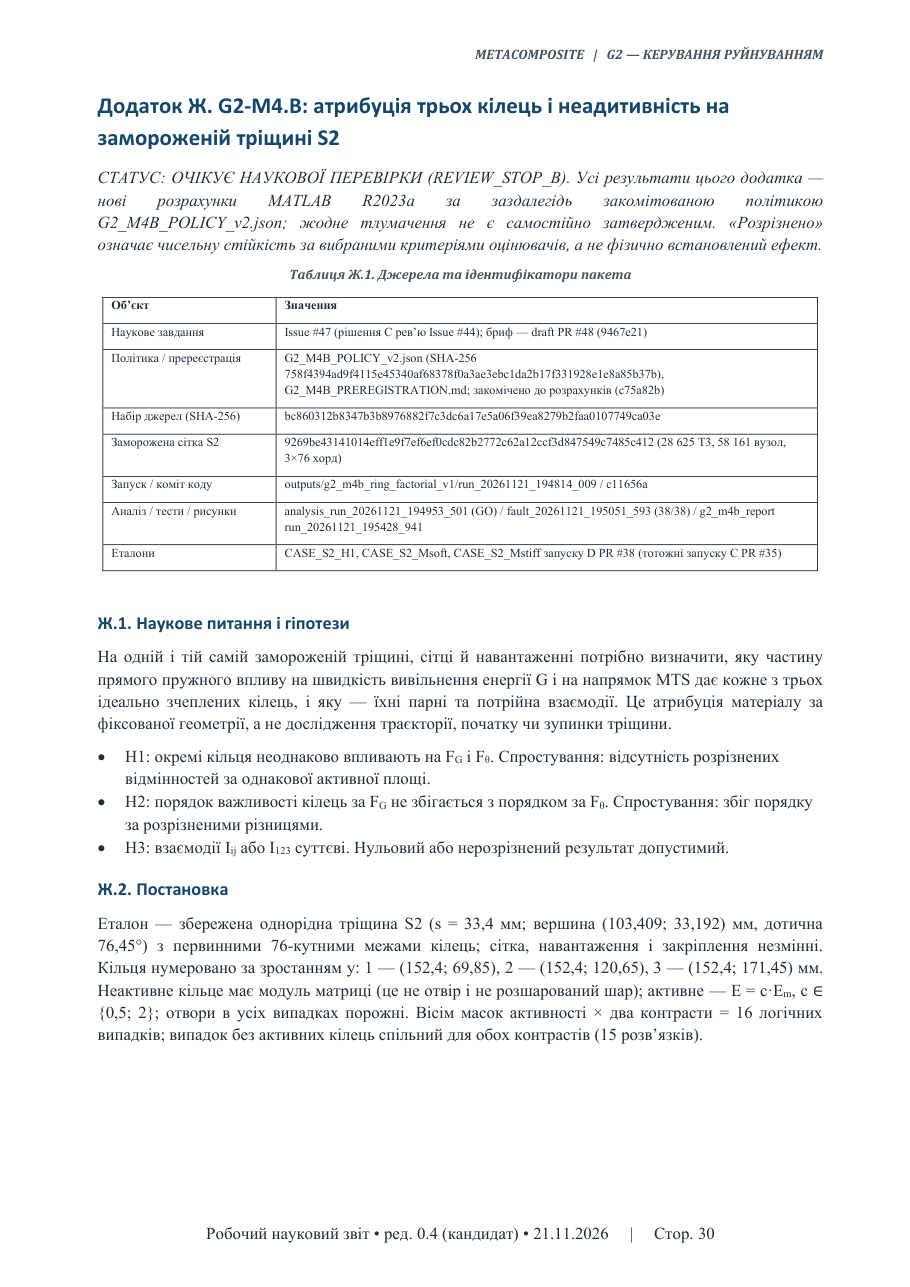 METACOMPOSITE | G2 — КЕРУВАННЯ РУЙНУВАННЯМ
Додаток Ж. G2-M4.B: атрибуція трьох кілець і неадитивність на
замороженій тріщині S2
СТАТУС: ОЧІКУЄ НАУКОВОЇ ПЕРЕВІРКИ (REVIEW_STOP_B). Усі результати цього додатка —
нові розрахунки MATLAB R2023a за заздалегідь закомітованою політикою
G2_M4B_POLICY_v2.json; жодне тлумачення не є самостійно затвердженим. «Розрізнено»
означає чисельну стійкість за вибраними критеріями оцінювачів, а не фізично встановлений ефект.
Таблиця Ж.1. Джерела та ідентифікатори пакета
Об’єкт Значення
Наукове завдання Issue #47 (рішення C рев’ю Issue #44); бриф — draft PR #48 (9467e21)
Політика / пререєстрація G2_M4B_POLICY_v2.json (SHA-256
758f4394ad9f4115e45340af68378f0a3ae3ebc1da2b17f331928e1e8a85b37b),
G2_M4B_PREREGISTRATION.md; закомічено до розрахунків (c75a82b)
Набір джерел (SHA-256) bc860312b8347b3b8976882f7c3dc6a17e5a06f39ea8279b2faa0107749ca03e
Заморожена сітка S2 9269be43141014eff1e9f7ef6ef0cdc82b2772c62a12ccf3d847549c7485c412 (28 625 T3, 58 161 вузол,
3×76 хорд)
Запуск / коміт коду outputs/g2_m4b_ring_factorial_v1/run_20261121_194814_009 / c11656a
Аналіз / тести / рисунки analysis_run_20261121_194953_501 (GO) / fault_20261121_195051_593 (38/38) / g2_m4b_report
run_20261121_195428_941
Еталони CASE_S2_H1, CASE_S2_Msoft, CASE_S2_Mstiff запуску D PR #38 (тотожні запуску C PR #35)
Ж.1. Наукове питання і гіпотези
На одній і тій самій замороженій тріщині, сітці й навантаженні потрібно визначити, яку частину
прямого пружного впливу на швидкість вивільнення енергії G і на напрямок MTS дає кожне з трьох
ідеально зчеплених кілець, і яку — їхні парні та потрійна взаємодії. Це атрибуція матеріалу за
фіксованої геометрії, а не дослідження траєкторії, початку чи зупинки тріщини.
• H1: окремі кільця неоднаково впливають на F_G і F_θ. Спростування: відсутність розрізнених
відмінностей за однакової активної площі.
• H2: порядок важливості кілець за F_G не збігається з порядком за F_θ. Спростування: збіг порядку
за розрізненими різницями.
• H3: взаємодії I_ij або I_123 суттєві. Нульовий або нерозрізнений результат допустимий.
Ж.2. Постановка
Еталон — збережена однорідна тріщина S2 (s = 33,4 мм; вершина (103,409; 33,192) мм, дотична
76,45°) з первинними 76-кутними межами кілець; сітка, навантаження і закріплення незмінні.
Кільця нумеровано за зростанням y: 1 — (152,4; 69,85), 2 — (152,4; 120,65), 3 — (152,4; 171,45) мм.
Неактивне кільце має модуль матриці (це не отвір і не розшарований шар); активне — E = c·E_m, c ∈
{0,5; 2}; отвори в усіх випадках порожні. Вісім масок активності × два контрасти = 16 логічних
випадків; випадок без активних кілець спільний для обох контрастів (15 розв’язків).
Робочий науковий звіт • ред. 0.4 (кандидат) • 21.11.2026 | Стор. 30